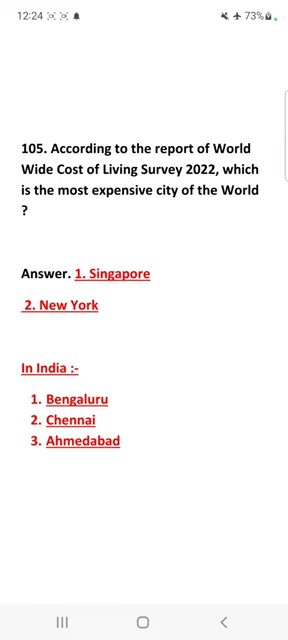 12:24
73%
105. According to the report of World
Wide Cost of Living Survey 2022, which
is the most expensive city of the World
?
Answer. 1. Singapore
2. New York
In India :-
1. Bengaluru
2. Chennai
3. Ahmedabad